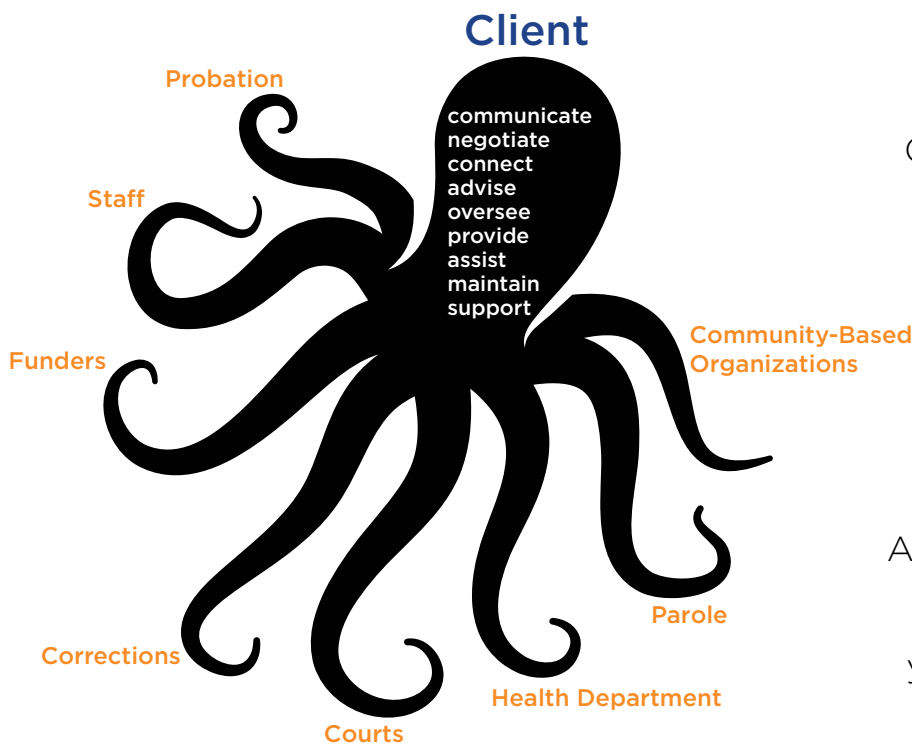 Client
Probation
communicate
negotiate
connect
advise
oversee
provide
assist
maintain
support
Staff
Community-Based
Organizations
Funders
Parole
Corrections
Health Department
Courts